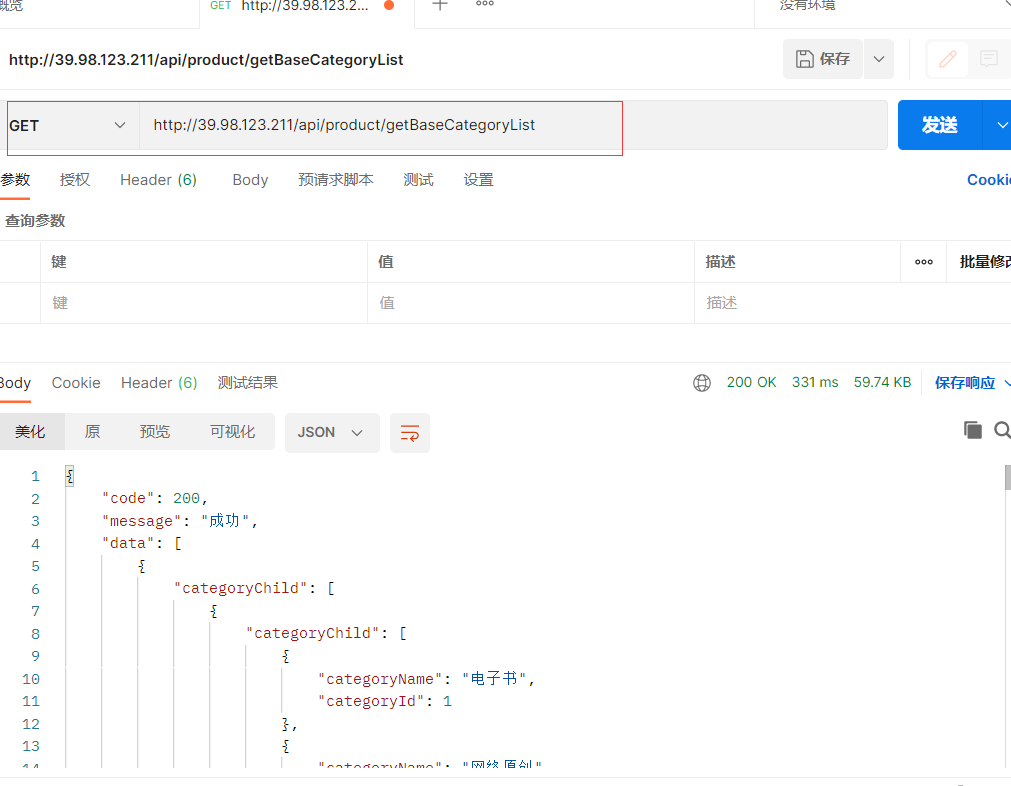 概览 GET http://39.98.123.2... 没有环境
http://39.98.123.211/api/product/getBaseCategoryList 保存
GET http://39.98.123.211/api/product/getBaseCategoryList 发送
参数 授权 Header (6) Body 预请求脚本 测试 设置 Cookie
查询参数
键 值 描述 批量修改
键 值 描述
Body Cookie Header (6) 测试结果 200 OK 331 ms 59.74 KB 保存响应
美化 原 预览 可视化 JSON
1 {
2 "code": 200,
3 "message": "成功",
4 "data": [
5 {
6 "categoryChild": [
7 {
8 "categoryChild": [
9 {
10 "categoryName": "电子书",
11 "categoryId": 1
12 },
13 {
14 "categoryName": "网络原创"